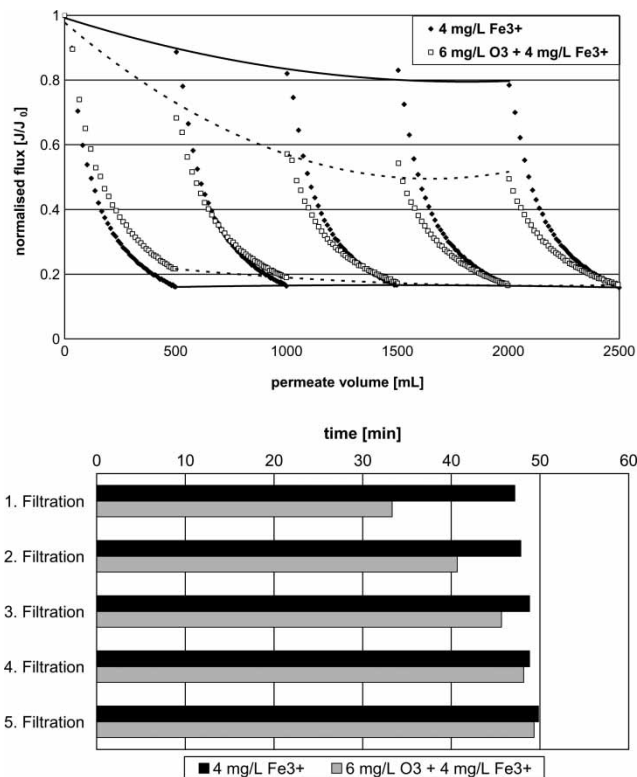 1
4 mg/L Fe3+
6 mg/L O3 + 4 mg/L Fe3+
0.8
0.6
0.4
0.2
0
normalised flux [J/J 0]
0 500 1000 1500 2000 2500
permeate volume [mL]
time [min]
0 10 20 30 40 50 60
1. Filtration
2. Filtration
3. Filtration
4. Filtration
5. Filtration
4 mg/L Fe3+ 6 mg/L O3 + 4 mg/L Fe3+